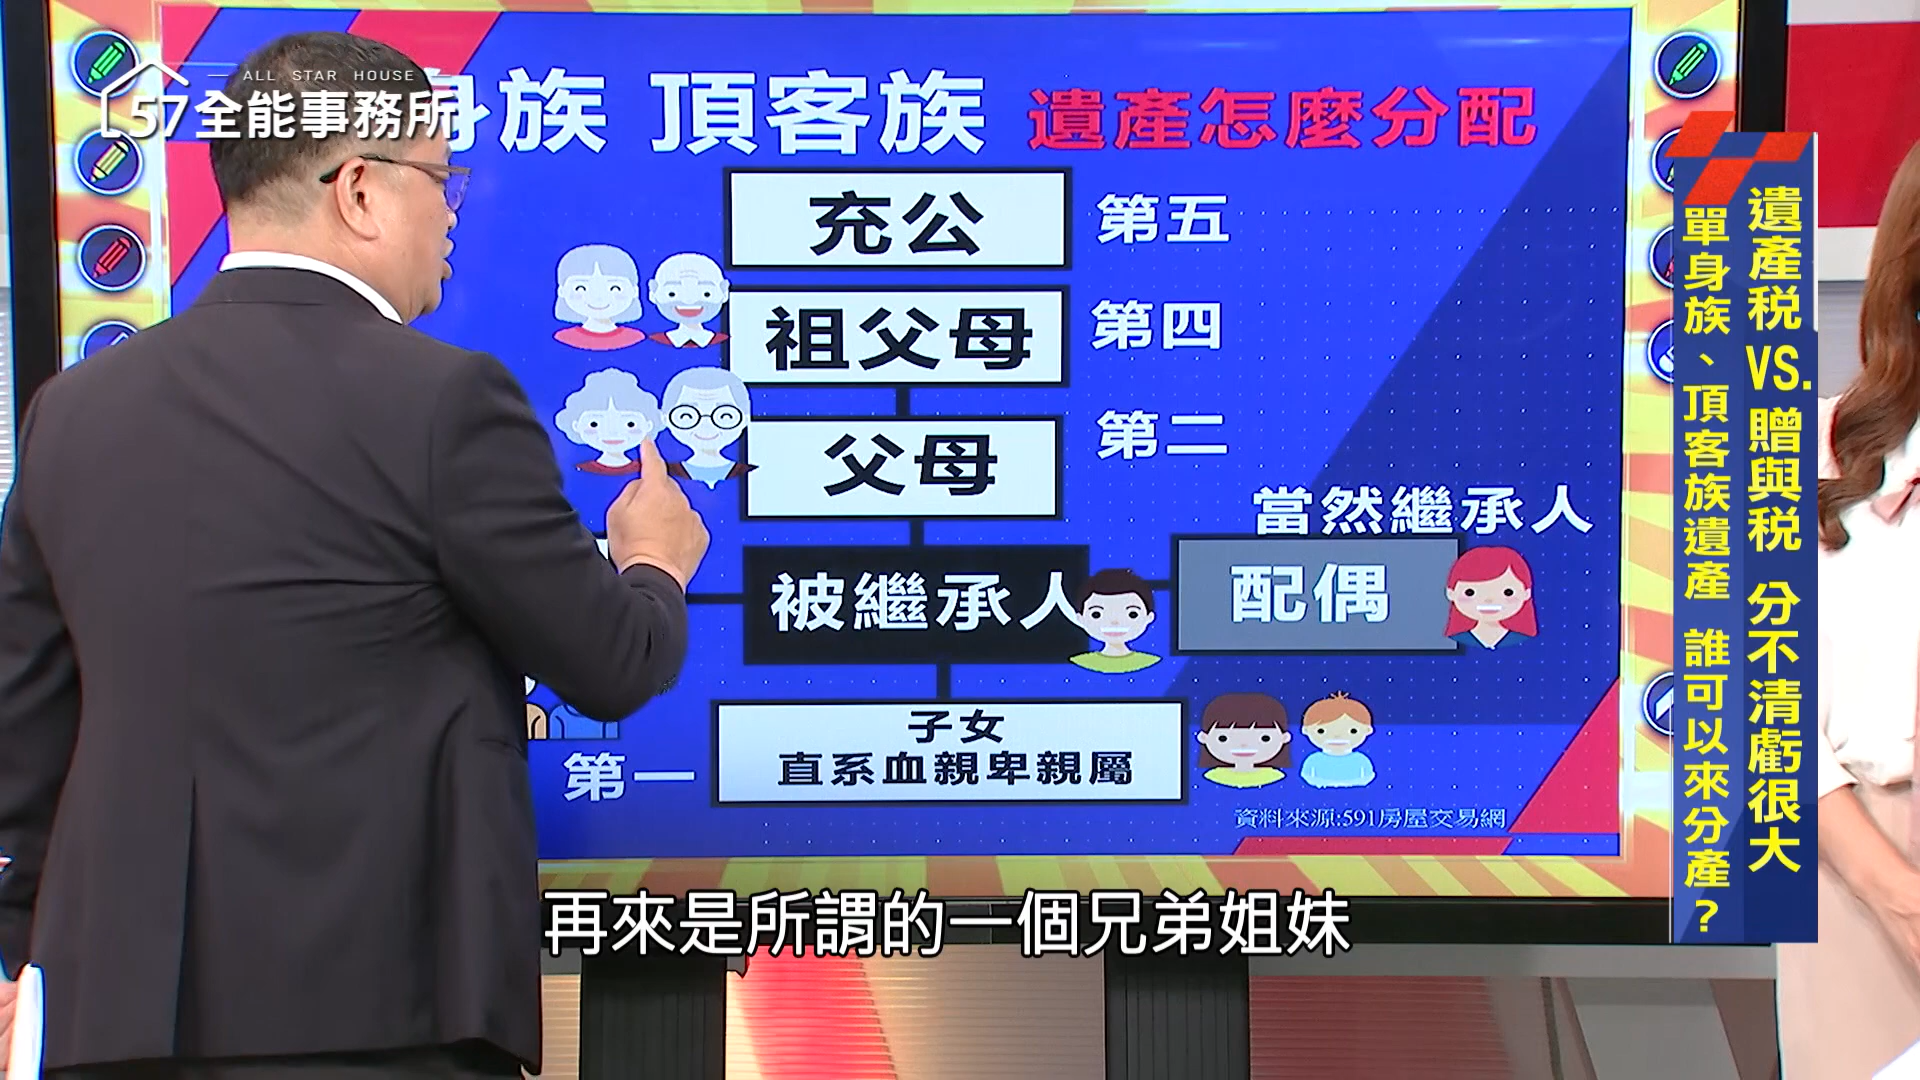 ALL STAR HOUSE
57全能事務所
身族 頂客族 遺產怎麼分配
充公 第五
祖父母 第四
父母 第二
當然繼承人
被繼承人 配偶
子女
直系血親卑親屬
第一
資料來源:591房屋交易網
遺產税 VS. 贈與税 分不清虧很大
單身族、頂客族遺產 誰可以來分產?
再來是所謂的一個兄弟姐妹